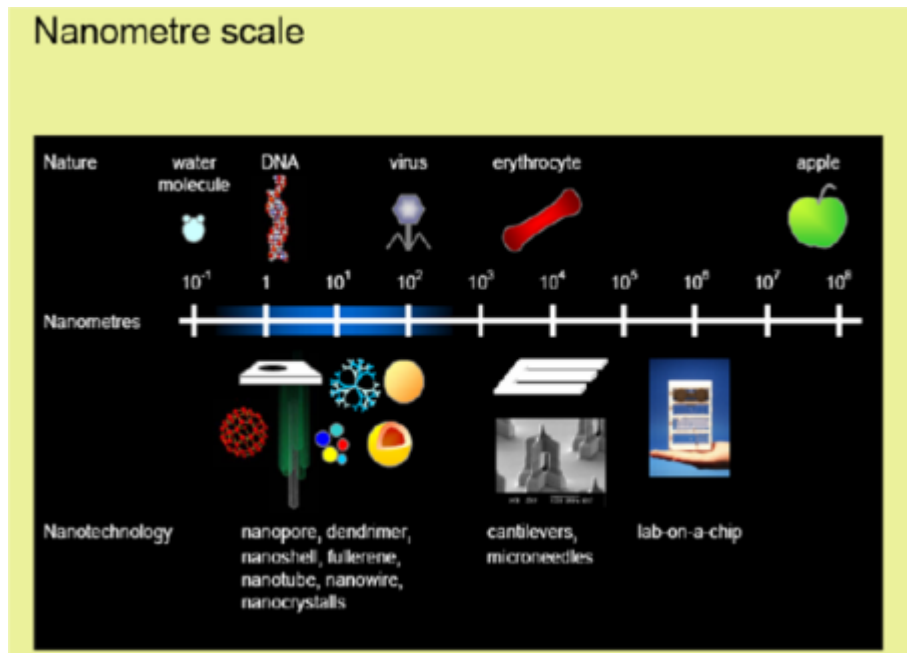 Nanometre scale
Nature
water
molecule
DNA
virus
erythrocyte
apple
10⁻¹ 1 10¹ 10² 10³ 10⁴ 10⁵ 10⁶ 10⁷ 10⁸
Nanometres
Nanotechnology
nanopore, dendrimer,
nanoshell, fullerene,
nanotube, nanowire,
nanocrystalls
cantilevers,
microneedles
lab-on-a-chip